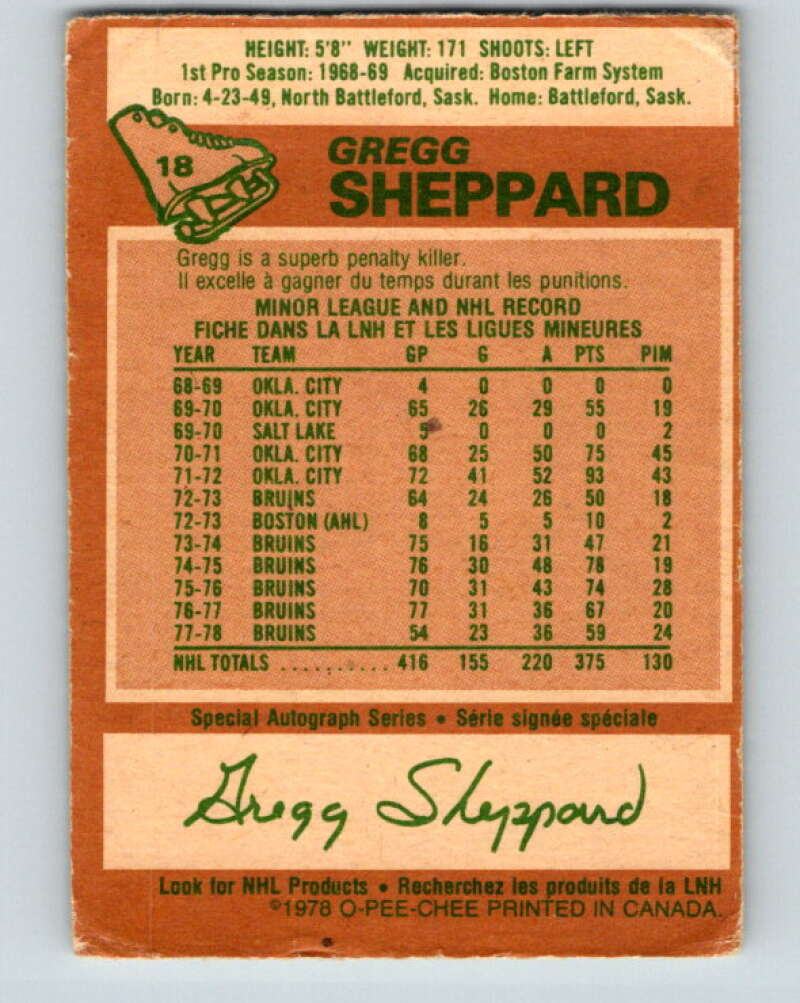 HEIGHT: 5'8" WEIGHT: 171 SHOOTS: LEFT
1st Pro Season: 1968-69 Acquired: Boston Farm System
Born: 4-23-49, North Battleford, Sask. Home: Battleford, Sask.
18
GREGG
SHEPPARD
Gregg is a superb penalty killer.
Il excelle à gagner du temps durant les punitions.
MINOR LEAGUE AND NHL RECORD
FICHE DANS LA LNH ET LES LIGUES MINEURES
YEAR TEAM GP G A PTS PIM
68-69 OKLA. CITY 4 0 0 0 0
69-70 OKLA. CITY 65 26 29 55 19
69-70 SALT LAKE 5 0 0 0 2
70-71 OKLA. CITY 68 25 50 75 45
71-72 OKLA. CITY 72 41 52 93 43
72-73 BRUINS 64 24 26 50 18
72-73 BOSTON (AHL) 8 5 5 10 2
73-74 BRUINS 75 16 31 47 21
74-75 BRUINS 76 30 48 78 19
75-76 BRUINS 70 31 43 74 28
76-77 BRUINS 77 31 36 67 20
77-78 BRUINS 54 23 36 59 24
NHL TOTALS .......... 416 155 220 375 130
Special Autograph Series • Série signée spéciale
Gregg Sheppard
Look for NHL Products • Recherchez les produits de la LNH
©1978 O-PEE-CHEE PRINTED IN CANADA.